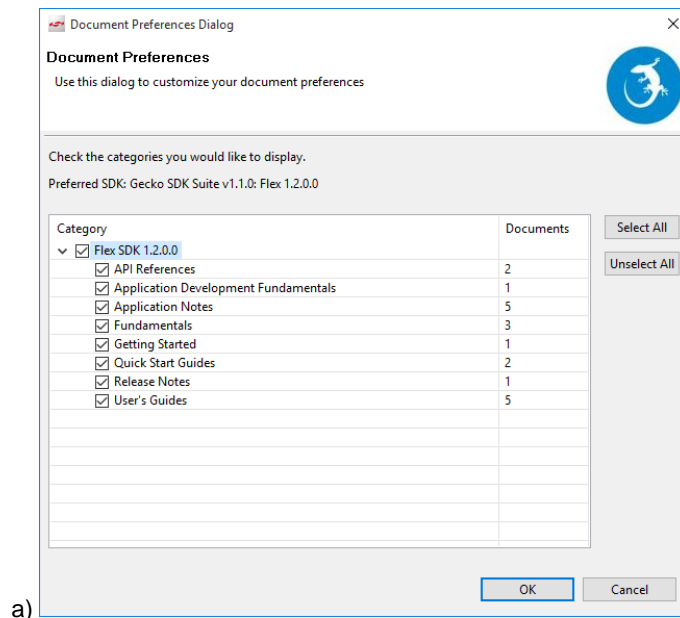 Document Preferences Dialog
Document Preferences
Use this dialog to customize your document preferences
Check the categories you would like to display.
Preferred SDK: Gecko SDK Suite v1.1.0: Flex 1.2.0.0
Category Documents
Flex SDK 1.2.0.0
API References 2
Application Development Fundamentals 1
Application Notes 5
Fundamentals 3
Getting Started 1
Quick Start Guides 2
Release Notes 1
User's Guides 5
Select All
Unselect All
OK Cancel
a)